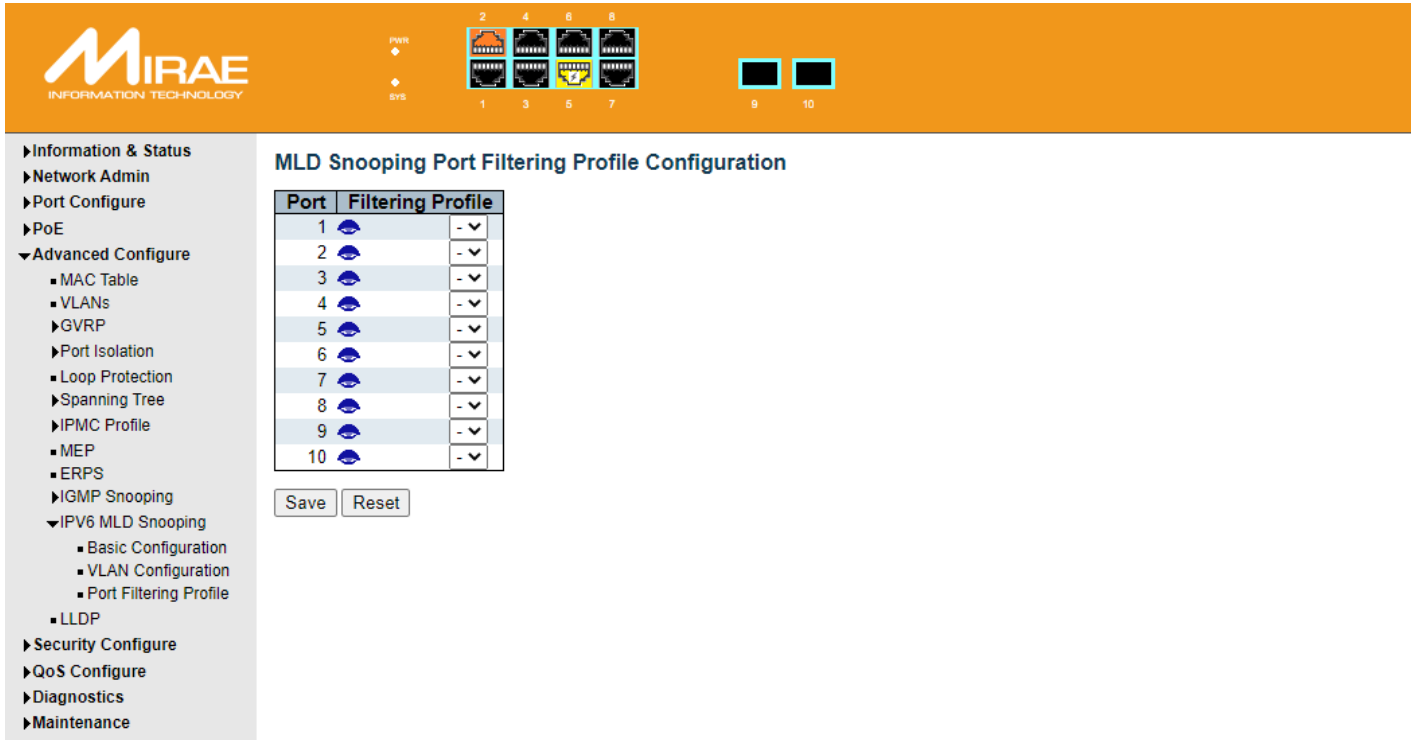 MIRAE
INFORMATION TECHNOLOGY
PWR
SYS
2 4 6 8
1 3 5 7
9 10
Information & Status
Network Admin
Port Configure
PoE
Advanced Configure
MAC Table
VLANs
GVRP
Port Isolation
Loop Protection
Spanning Tree
IPMC Profile
MEP
ERPS
IGMP Snooping
IPV6 MLD Snooping
Basic Configuration
VLAN Configuration
Port Filtering Profile
LLDP
Security Configure
QoS Configure
Diagnostics
Maintenance
MLD Snooping Port Filtering Profile Configuration
Port Filtering Profile
1 -
2 -
3 -
4 -
5 -
6 -
7 -
8 -
9 -
10 -
Save Reset